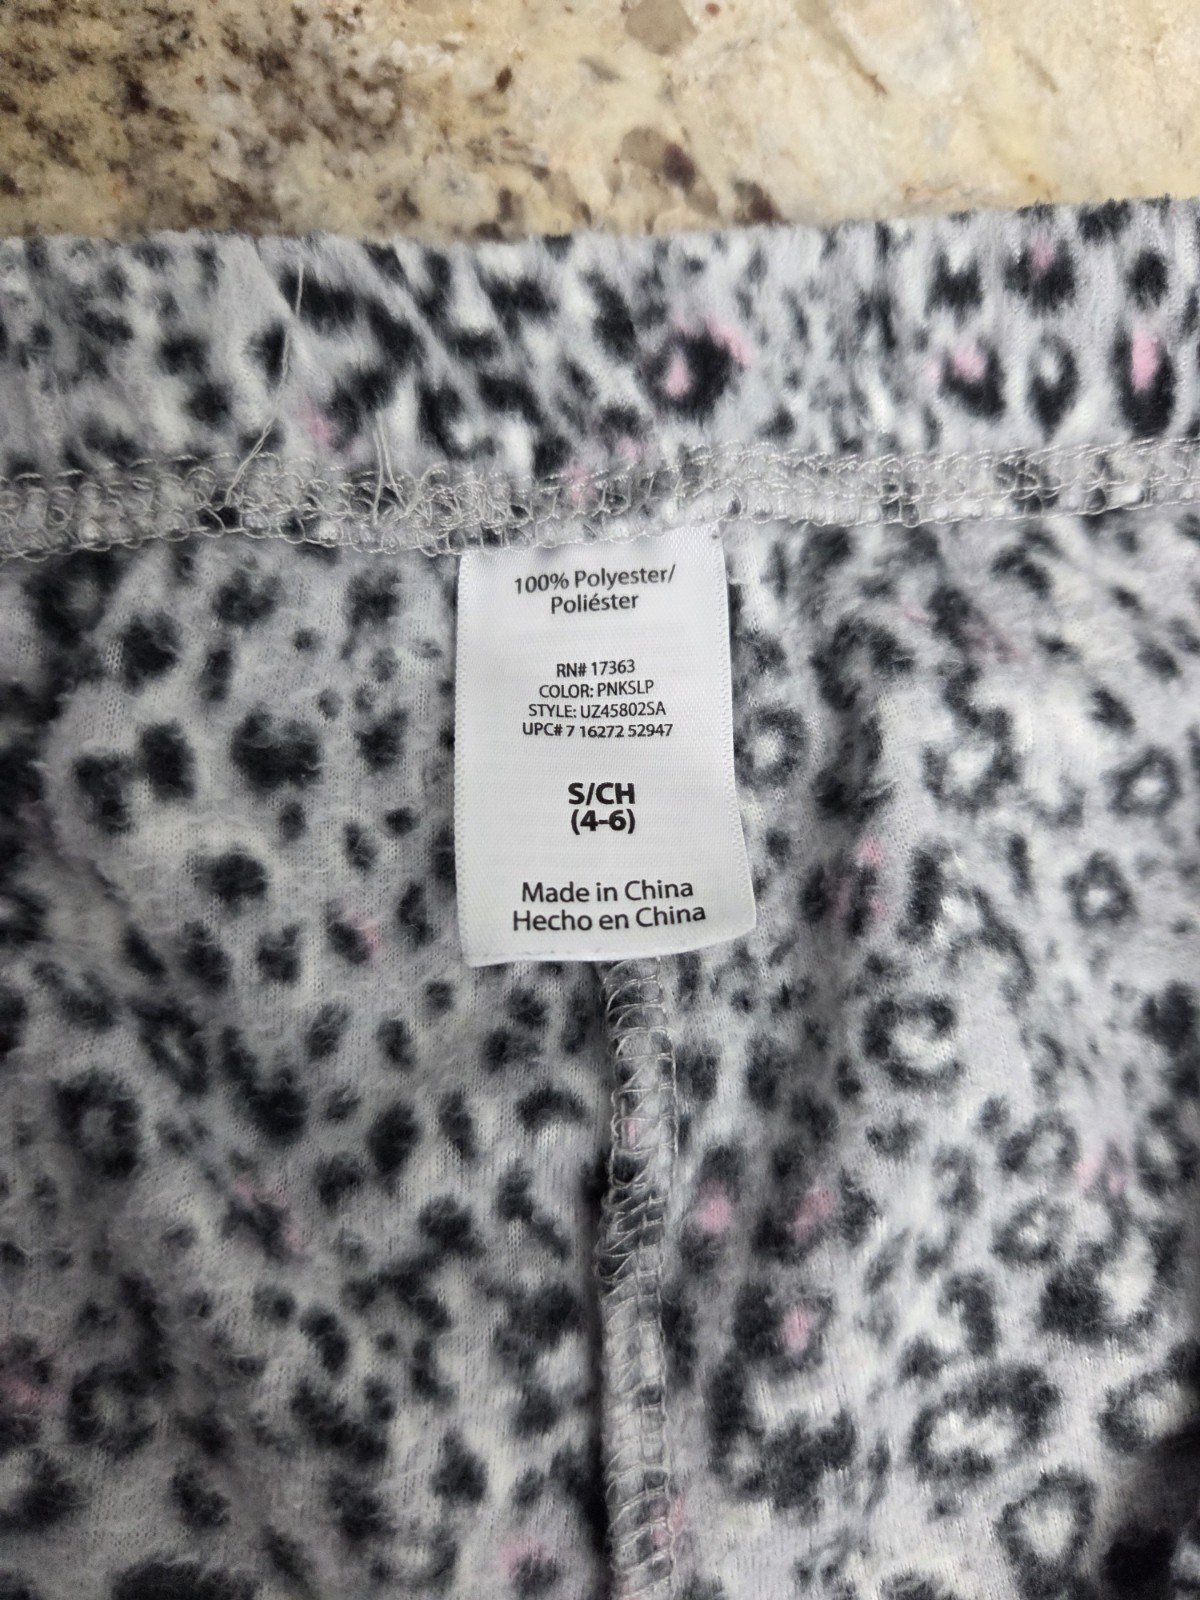 100% Polyester/
Poliéster
RN# 17363
COLOR: PNKSLP
STYLE: UZ45802SA
UPC# 7 16272 52947
S/CH
(4-6)
Made in China
Hecho en China